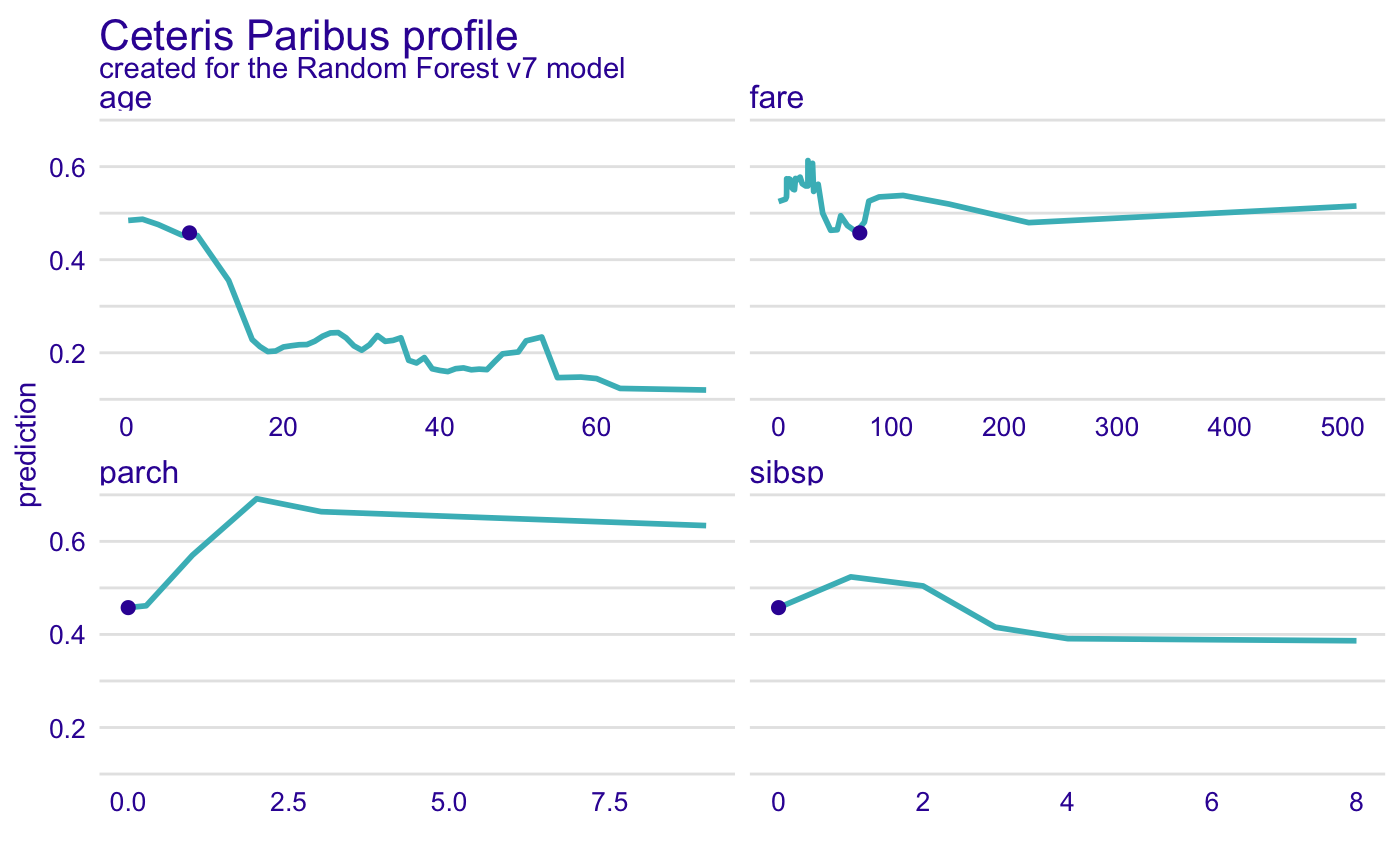 Ceteris Paribus profile
created for the Random Forest v7 model
age
fare
0.6
0.4
0.2
0 20 40 60
0 100 200 300 400 500
prediction
parch
sibsp
0.6
0.4
0.2
0.0 2.5 5.0 7.5
0 2 4 6 8